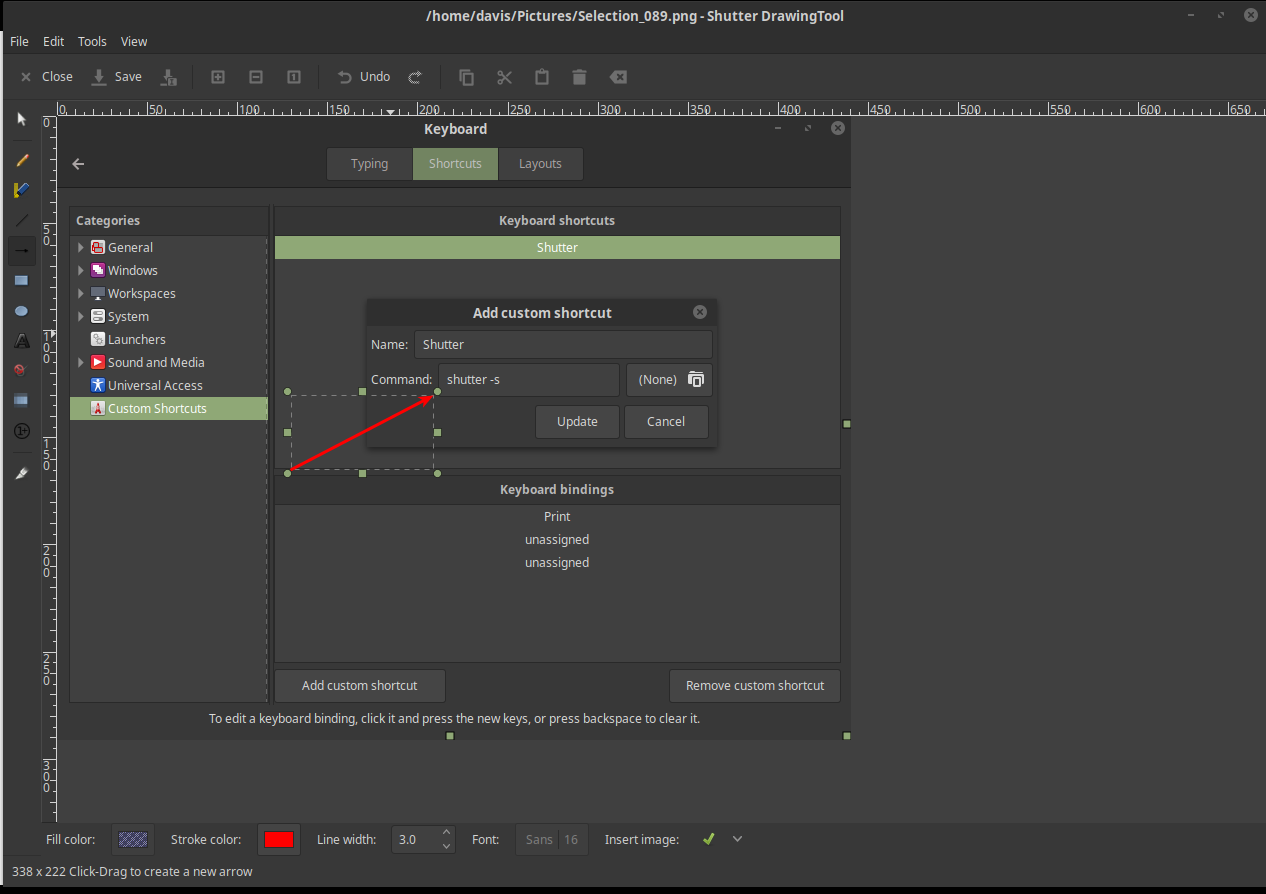 /home/davis/Pictures/Selection_089.png - Shutter DrawingTool
File Edit Tools View
Close Save 1 Undo
0 50 100 150 200 250 300 350 400 450 500 550 600 650
0
50
100
150
200
250
300
Keyboard
Typing Shortcuts Layouts
Categories
General
Windows
Workspaces
System
Launchers
Sound and Media
Universal Access
Custom Shortcuts
Keyboard shortcuts
Shutter
Add custom shortcut
Name: Shutter
Command: shutter -s (None)
Update Cancel
Keyboard bindings
Print
unassigned
unassigned
Add custom shortcut Remove custom shortcut
To edit a keyboard binding, click it and press the new keys, or press backspace to clear it.
Fill color: Stroke color: Line width: 3.0 Font: Sans 16 Insert image:
338 x 222 Click-Drag to create a new arrow